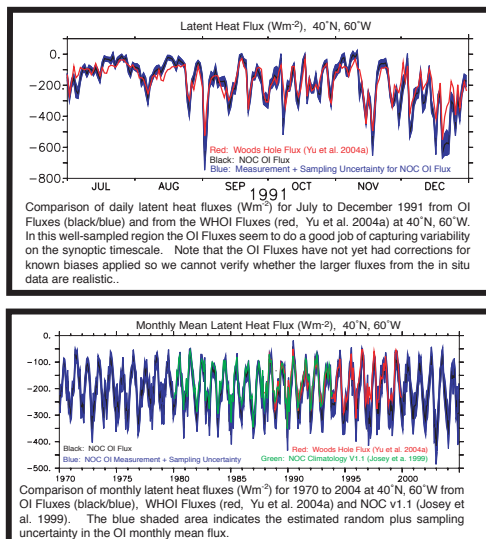 Latent Heat Flux (Wm-2), 40˚N, 60˚W
0.
−200.
−400.
−600.
−800.
Red: Woods Hole Flux (Yu et al. 2004a)
Black: NOC OI Flux
Blue: Measurement + Sampling Uncertainty for NOC OI Flux
JUL AUG SEP OCT NOV DEC
1991
Comparison of daily latent heat fluxes (Wm-2) for July to December 1991 from OI
Fluxes (black/blue) and from the WHOI Fluxes (red, Yu et al. 2004a) at 40˚N, 60˚W.
In this well-sampled region the OI Fluxes seem to do a good job of capturing variability
on the synoptic timescale. Note that the OI Fluxes have not yet had corrections for
known biases applied so we cannot verify whether the larger fluxes from the in situ
data are realistic..
Monthly Mean Latent Heat Flux (Wm-2), 40˚N, 60˚W
0.
−100.
−200.
−300.
−400.
−500.
Black: NOC OI Flux
Blue: NOC OI Measurement + Sampling Uncertainty
Red: Woods Hole Flux (Yu et al. 2004a)
Green: NOC Climatology V1.1 (Josey et a. 1999)
1970 1975 1980 1985 1990 1995 2000
Comparison of monthly latent heat fluxes (Wm-2) for 1970 to 2004 at 40˚N, 60˚W from
OI Fluxes (black/blue), WHOI Fluxes (red, Yu et al. 2004a) and NOC v1.1 (Josey et
al. 1999). The blue shaded area indicates the estimated random plus sampling
uncertainty in the OI monthly mean flux.